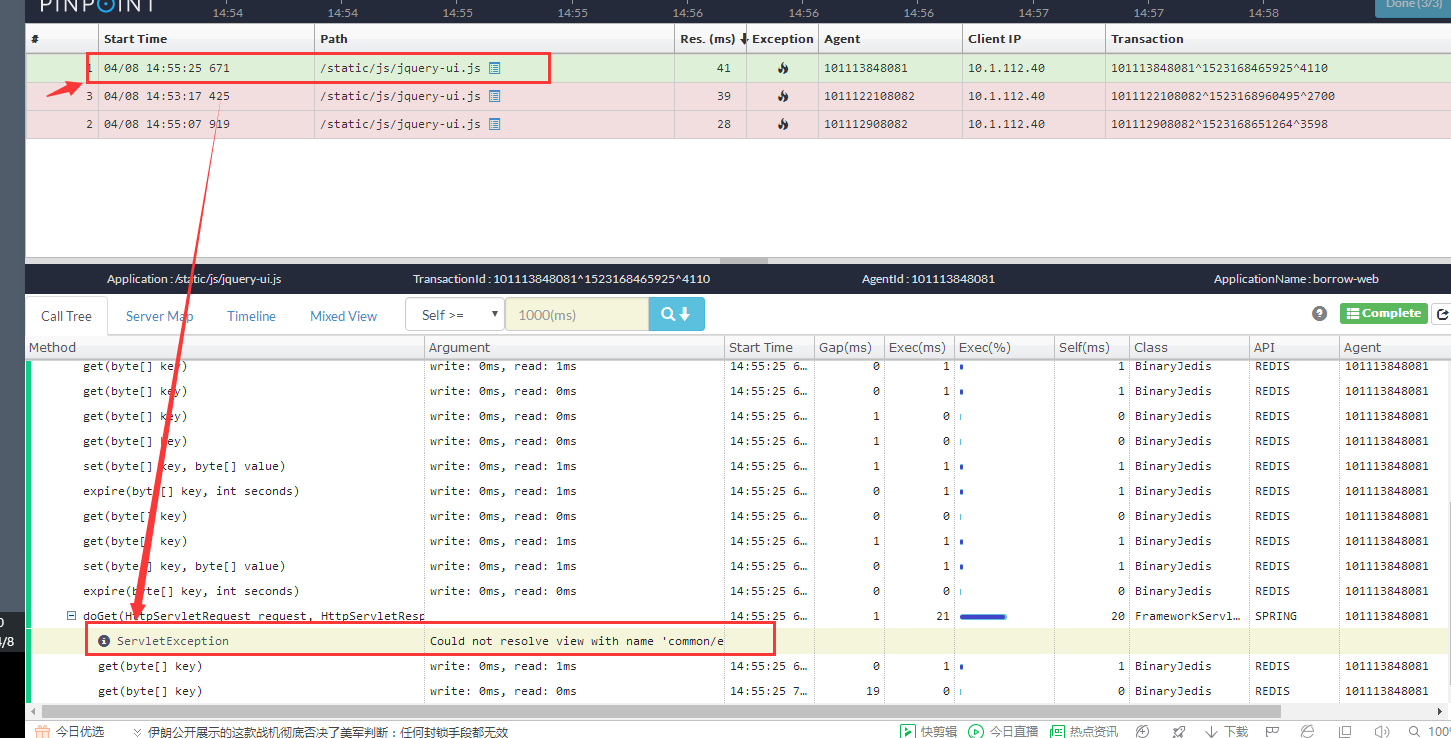 PINPOINT
14:54 14:54 14:55 14:55 14:56 14:56 14:56 14:57 14:57 14:58 Done (3/3)
# Start Time Path Res. (ms) Exception Agent Client IP Transaction
1 04/08 14:55:25 671 /static/js/jquery-ui.js 41 101113848081 10.1.112.40 101113848081^1523168465925^4110
3 04/08 14:53:17 425 /static/js/jquery-ui.js 39 1011122108082 10.1.112.40 1011122108082^1523168960495^2700
2 04/08 14:55:07 919 /static/js/jquery-ui.js 28 101112908082 10.1.112.40 101112908082^1523168651264^3598
Application : /static/js/jquery-ui.js TransactionId : 101113848081^1523168465925^4110 AgentId : 101113848081 ApplicationName : borrow-web
Call Tree Server Map Timeline Mixed View Self >= 1000(ms) Complete
Method Argument Start Time Gap(ms) Exec(ms) Exec(%) Self(ms) Class API Agent
get(byte[] key) write: 0ms, read: 1ms 14:55:25 6… 0 1 1 BinaryJedis REDIS 101113848081
get(byte[] key) write: 0ms, read: 0ms 14:55:25 6… 0 1 1 BinaryJedis REDIS 101113848081
get(byte[] key) write: 0ms, read: 0ms 14:55:25 6… 1 0 0 BinaryJedis REDIS 101113848081
get(byte[] key) write: 0ms, read: 0ms 14:55:25 6… 1 0 0 BinaryJedis REDIS 101113848081
set(byte[] key, byte[] value) write: 0ms, read: 1ms 14:55:25 6… 1 1 1 BinaryJedis REDIS 101113848081
expire(byte[] key, int seconds) write: 0ms, read: 1ms 14:55:25 6… 0 1 1 BinaryJedis REDIS 101113848081
get(byte[] key) write: 0ms, read: 0ms 14:55:25 6… 0 0 0 BinaryJedis REDIS 101113848081
get(byte[] key) write: 0ms, read: 1ms 14:55:25 6… 1 1 1 BinaryJedis REDIS 101113848081
set(byte[] key, byte[] value) write: 0ms, read: 1ms 14:55:25 6… 1 1 1 BinaryJedis REDIS 101113848081
expire(byte[] key, int seconds) write: 0ms, read: 0ms 14:55:25 6… 0 0 0 BinaryJedis REDIS 101113848081
doGet(HttpServletRequest request, HttpServletResp 14:55:25 6… 1 21 20 FrameworkServl… SPRING 101113848081
ServletException Could not resolve view with name 'common/e
get(byte[] key) write: 0ms, read: 1ms 14:55:25 6… 0 1 1 BinaryJedis REDIS 101113848081
get(byte[] key) write: 0ms, read: 0ms 14:55:25 7… 19 0 0 BinaryJedis REDIS 101113848081
今日优选 伊朗公开展示的这款战机彻底否决了美军判断：任何封锁手段都无效 快剪辑 今日直播 热点资讯 下载 100